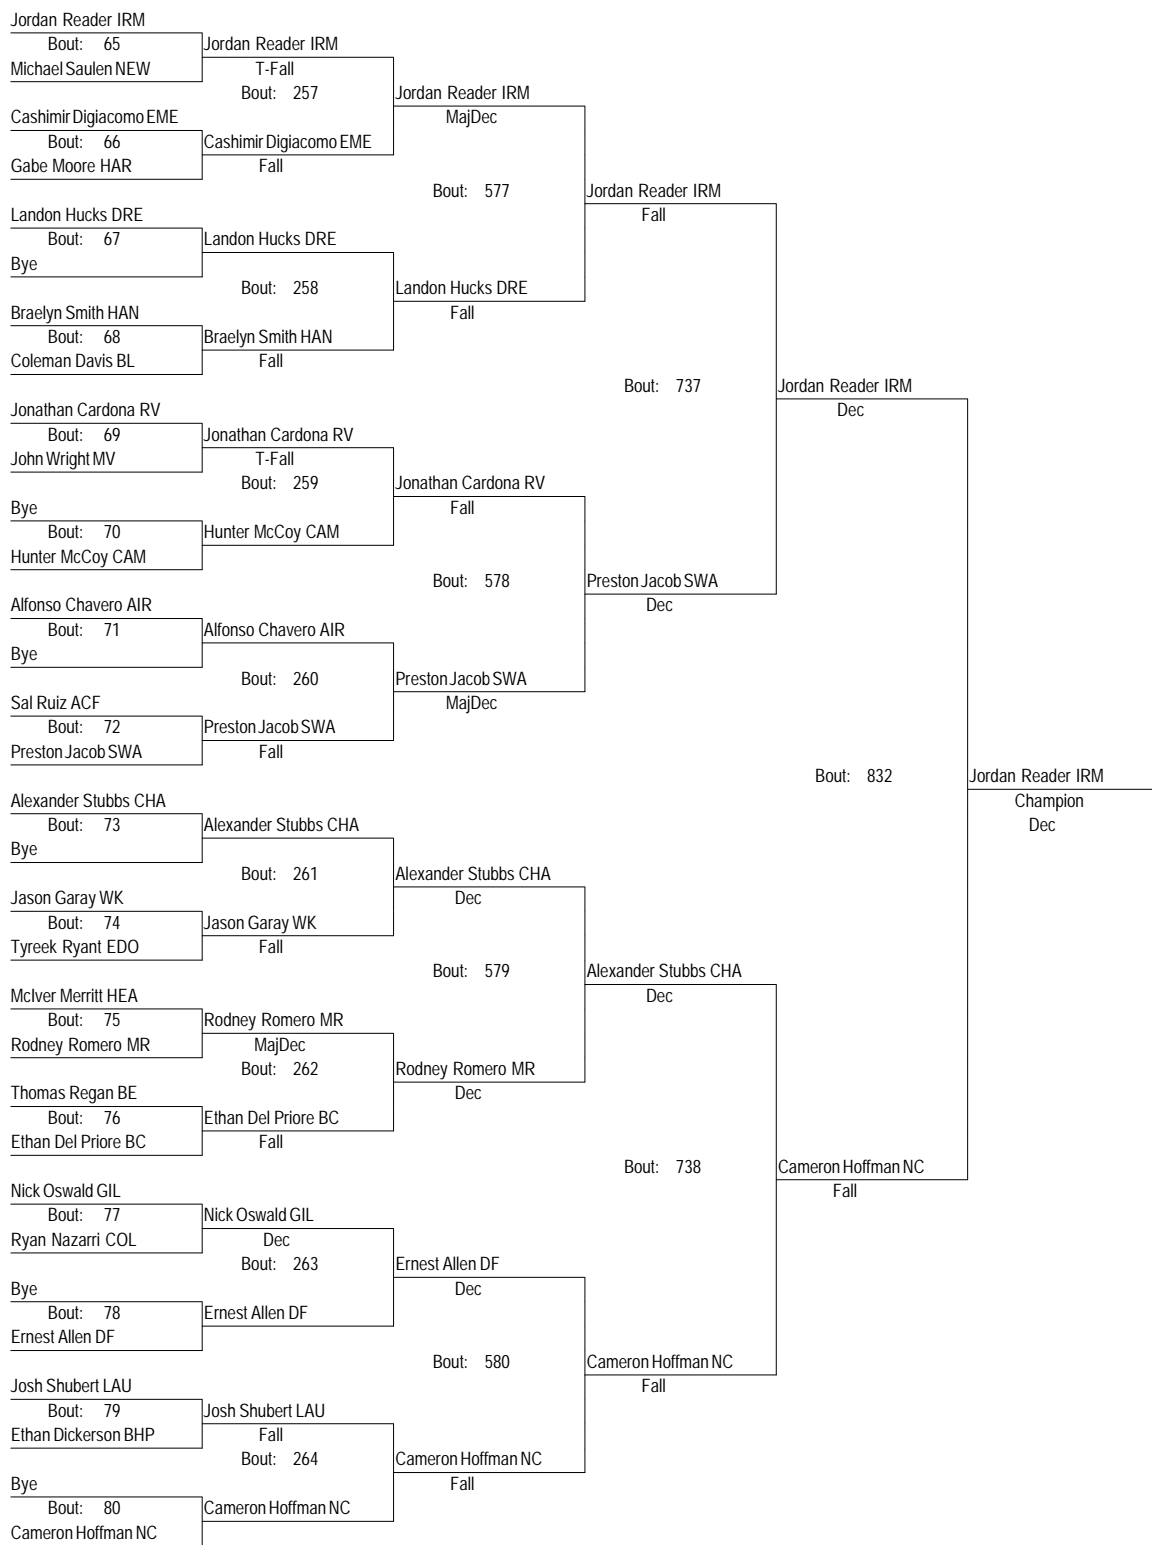 Jordan Reader IRM
Bout: 65
Jordan Reader IRM
Michael Saulen NEW
T-Fall
Bout: 257
Jordan Reader IRM
Cashimir Digiacomo EME
MajDec
Bout: 66
Cashimir Digiacomo EME
Gabe Moore HAR
Fall
Bout: 577
Jordan Reader IRM
Landon Hucks DRE
Fall
Bout: 67
Landon Hucks DRE
Bye
Bout: 258
Landon Hucks DRE
Braelyn Smith HAN
Fall
Bout: 68
Braelyn Smith HAN
Coleman Davis BL
Fall
Bout: 737
Jordan Reader IRM
Jonathan Cardona RV
Dec
Bout: 69
Jonathan Cardona RV
John Wright MV
T-Fall
Bout: 259
Jonathan Cardona RV
Bye
Fall
Bout: 70
Hunter McCoy CAM
Hunter McCoy CAM
Bout: 578
Preston Jacob SWA
Alfonso Chavero AIR
Dec
Bout: 71
Alfonso Chavero AIR
Bye
Bout: 260
Preston Jacob SWA
Sal Ruiz ACF
MajDec
Bout: 72
Preston Jacob SWA
Preston Jacob SWA
Fall
Bout: 832
Jordan Reader IRM
Alexander Stubbs CHA
Champion
Bout: 73
Alexander Stubbs CHA
Dec
Bye
Bout: 261
Alexander Stubbs CHA
Jason Garay WK
Dec
Bout: 74
Jason Garay WK
Tyreek Ryant EDO
Fall
Bout: 579
Alexander Stubbs CHA
McIver Merritt HEA
Dec
Bout: 75
Rodney Romero MR
Rodney Romero MR
MajDec
Bout: 262
Rodney Romero MR
Thomas Regan BE
Dec
Bout: 76
Ethan Del Priore BC
Ethan Del Priore BC
Fall
Bout: 738
Cameron Hoffman NC
Nick Oswald GIL
Fall
Bout: 77
Nick Oswald GIL
Ryan Nazarri COL
Dec
Bout: 263
Ernest Allen DF
Bye
Dec
Bout: 78
Ernest Allen DF
Ernest Allen DF
Bout: 580
Cameron Hoffman NC
Josh Shubert LAU
Fall
Bout: 79
Josh Shubert LAU
Ethan Dickerson BHP
Fall
Bout: 264
Cameron Hoffman NC
Bye
Fall
Bout: 80
Cameron Hoffman NC
Cameron Hoffman NC